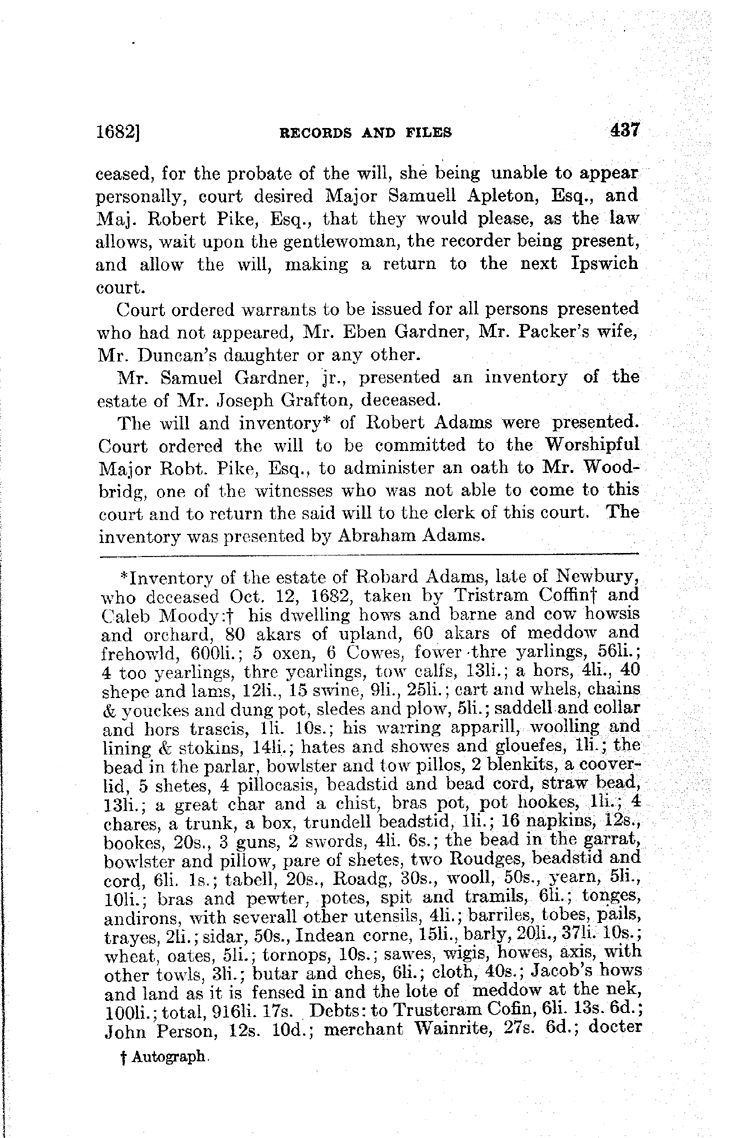 1682] RECORDS AND FILES 437
ceased, for the probate of the will, she being unable to appear
personally, court desired Major Samuell Apleton, Esq., and
Maj. Robert Pike, Esq., that they would please, as the law
allows, wait upon the gentlewoman, the recorder being present,
and allow the will, making a return to the next Ipswich
court.
Court ordered warrants to be issued for all persons presented
who had not appeared, Mr. Eben Gardner, Mr. Packer's wife,
Mr. Duncan's daughter or any other.
Mr. Samuel Gardner, jr., presented an inventory of the
estate of Mr. Joseph Grafton, deceased.
The will and inventory* of Robert Adams were presented.
Court ordered the will to be committed to the Worshipful
Major Robt. Pike, Esq., to administer an oath to Mr. Wood-
bridg, one of the witnesses who was not able to come to this
court and to return the said will to the clerk of this court. The
inventory was presented by Abraham Adams.
*Inventory of the estate of Robard Adams, late of Newbury,
who deceased Oct. 12, 1682, taken by Tristram Coffin† and
Caleb Moody:† his dwelling hows and barne and cow howsis
and orchard, 80 akars of upland, 60 akars of meddow and
frehowld, 600li.; 5 oxen, 6 Cowes, fower thre yarlings, 56li.;
4 too yearlings, thre yearlings, tow calfs, 13li.; a hors, 4li., 40
shepe and lams, 12li., 15 swine, 9li., 25li.; cart and whels, chains
& youckes and dung pot, sledes and plow, 5li.; saddell and collar
and hors trascis, 1li. 10s.; his warring apparill, woolling and
lining & stokins, 14li.; hates and showes and glouefes, 1li.; the
bead in the parlar, bowlster and tow pillos, 2 blenkits, a coover-
lid, 5 shetes, 4 pillocasis, beadstid and bead cord, straw bead,
13li.; a great char and a chist, bras pot, pot hookes, 1li.; 4
chares, a trunk, a box, trundell beadstid, 1li.; 16 napkins, 12s.,
bookes, 20s., 3 guns, 2 swords, 4li. 6s.; the bead in the garrat,
bowlster and pillow, pare of shetes, two Roudges, beadstid and
cord, 6li. 1s.; tabell, 20s., Roadg, 30s., wooll, 50s., yearn, 5li.,
10li.; bras and pewter, potes, spit and tramils, 6li.; tonges,
andirons, with severall other utensils, 4li.; barriles, tobes, pails,
trayes, 2li.; sidar, 50s., Indean corne, 15li., barly, 20li., 37li. 10s.;
wheat, oates, 5li.; tornops, 10s.; sawes, wigis, howes, axis, with
other towls, 3li.; butar and ches, 6li.; cloth, 40s.; Jacob's hows
and land as it is fensed in and the lote of meddow at the nek,
100li.; total, 916li. 17s. Debts: to Trusteram Cofin, 6li. 13s. 6d.;
John Person, 12s. 10d.; merchant Wainrite, 27s. 6d.; docter
† Autograph.